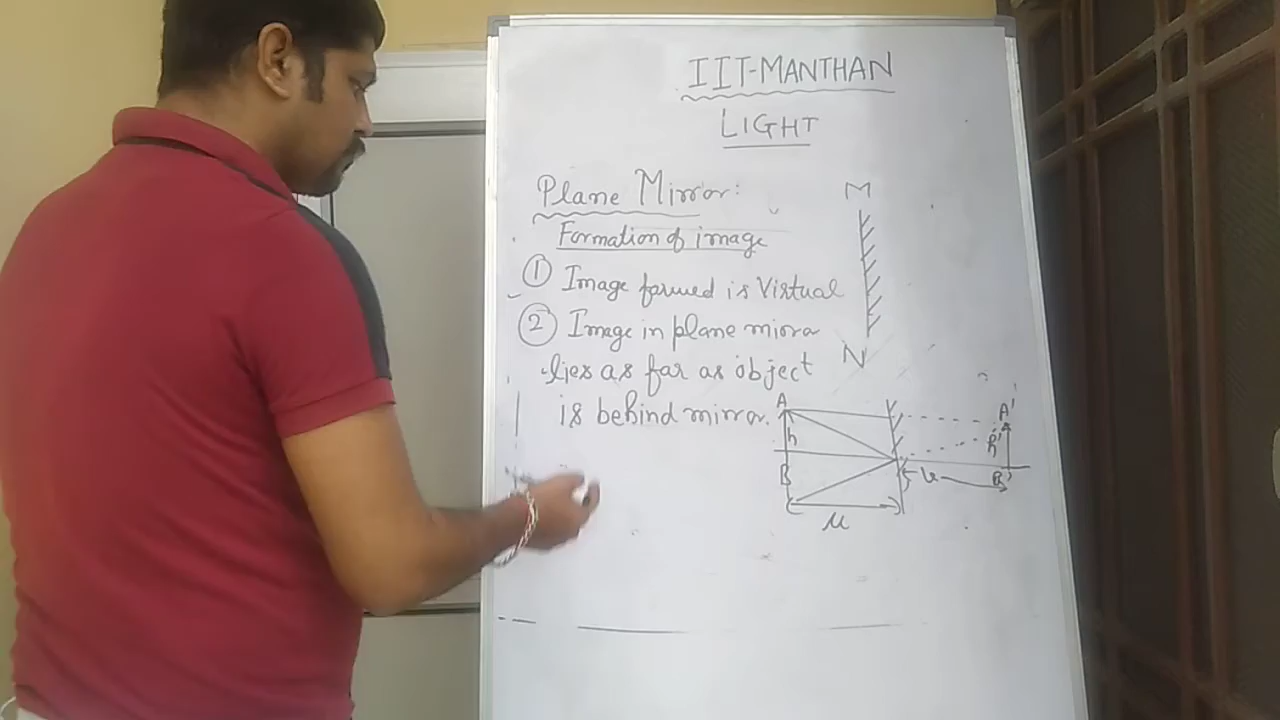 IIT-MANTHAN
LIGHT
Plane Mirror:
Formation of image
① Image formed is Virtual
② Image in plane mirra
lies as far as object
is behind mirror.
M
N
A
h
B
u
A'
h'
B'
v